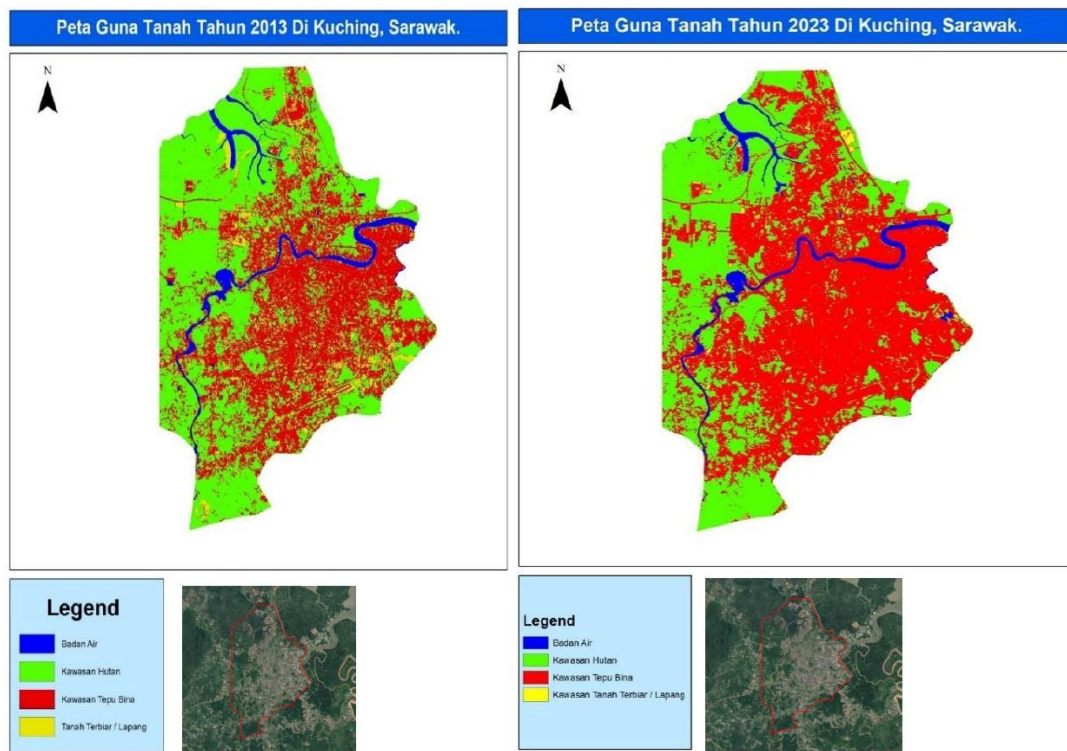 Peta Guna Tanah Tahun 2013 Di Kuching, Sarawak.
N
Legend
Badan Air
Kawasan Hutan
Kawasan Tepu Bina
Tanah Terbiar / Lapang
Peta Guna Tanah Tahun 2023 Di Kuching, Sarawak.
N
Legend
Badan Air
Kawasan Hutan
Kawasan Tepu Bina
Kawasan Tanah Terbiar / Lapang